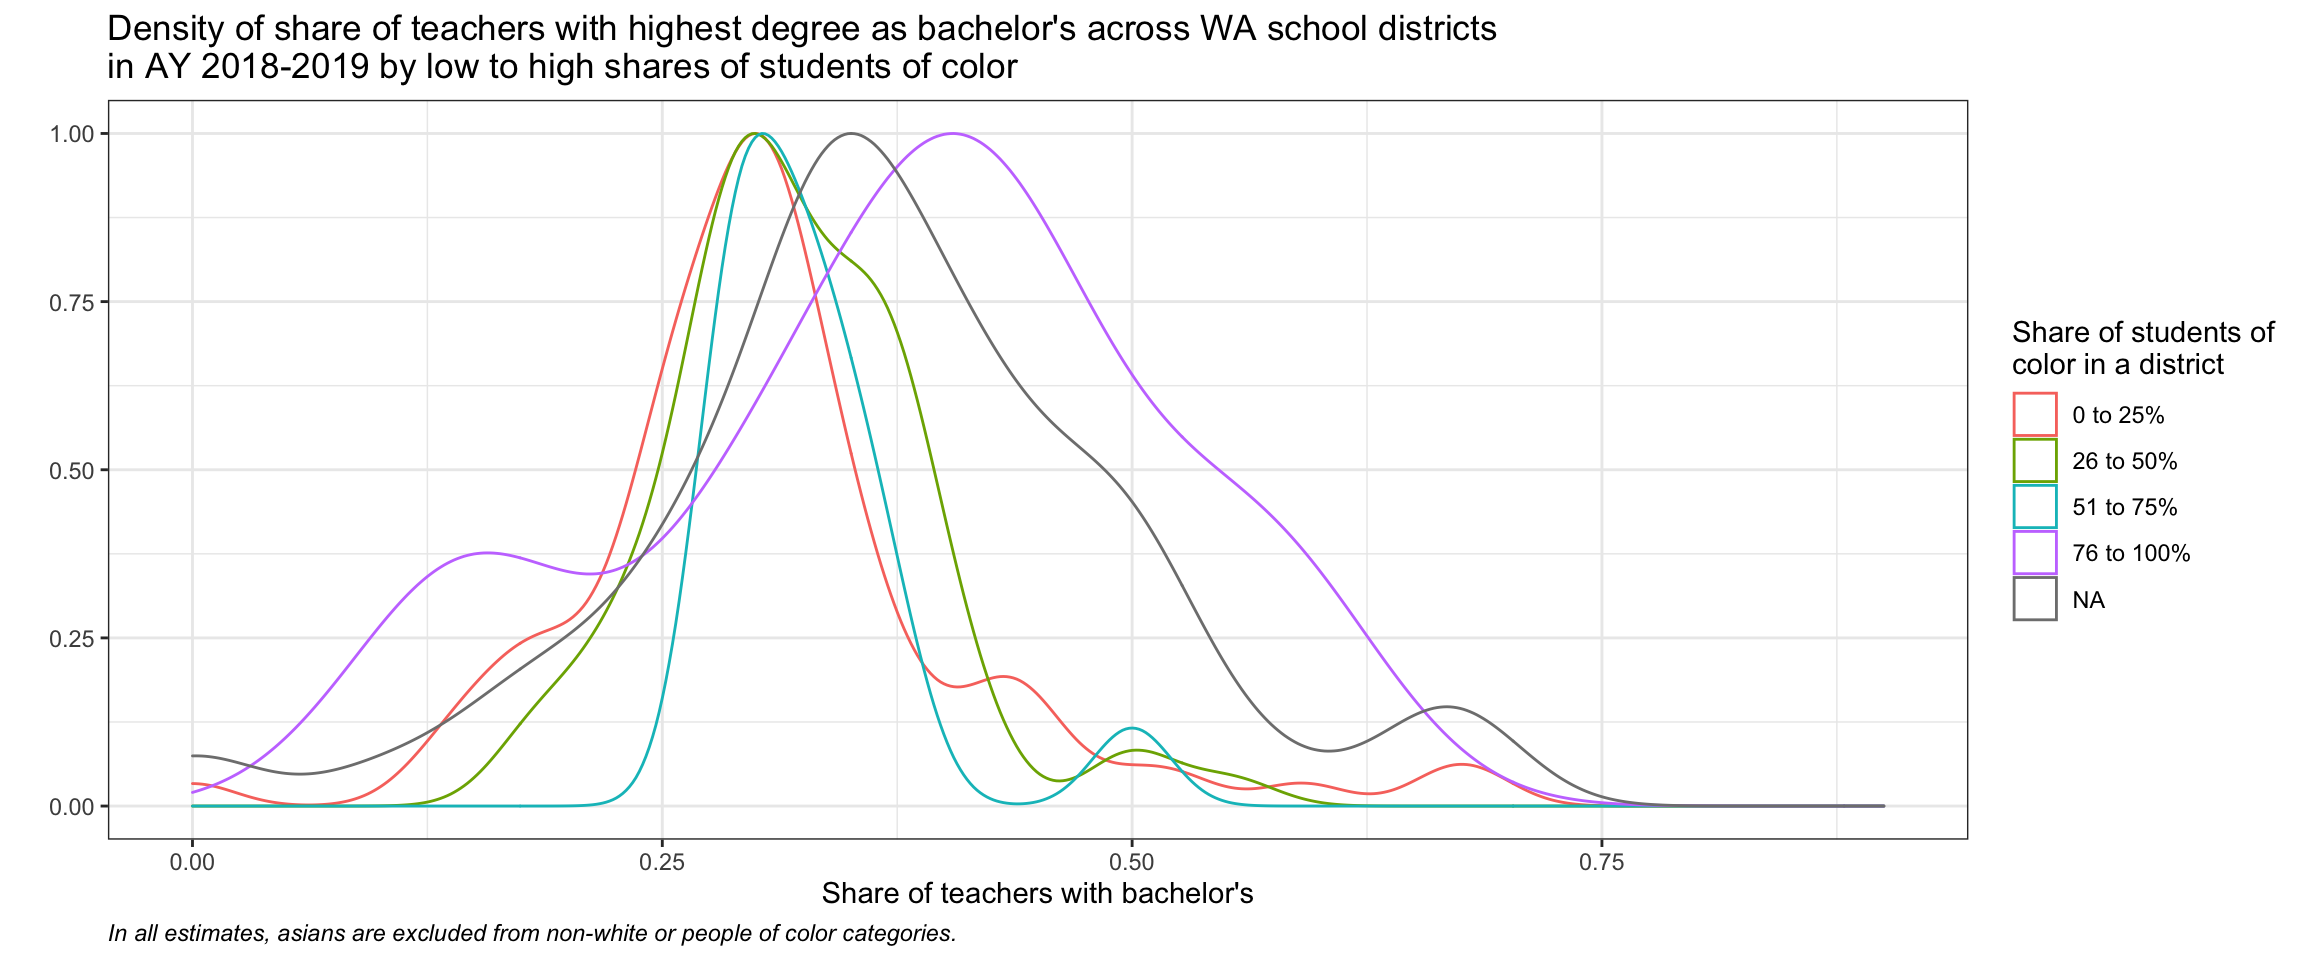 Density of share of teachers with highest degree as bachelor's across WA school districts
in AY 2018-2019 by low to high shares of students of color
1.00
0.75
0.50
0.25
0.00
0.00 0.25 0.50 0.75
Share of teachers with bachelor's
In all estimates, asians are excluded from non-white or people of color categories.
Share of students of
color in a district
0 to 25%
26 to 50%
51 to 75%
76 to 100%
NA